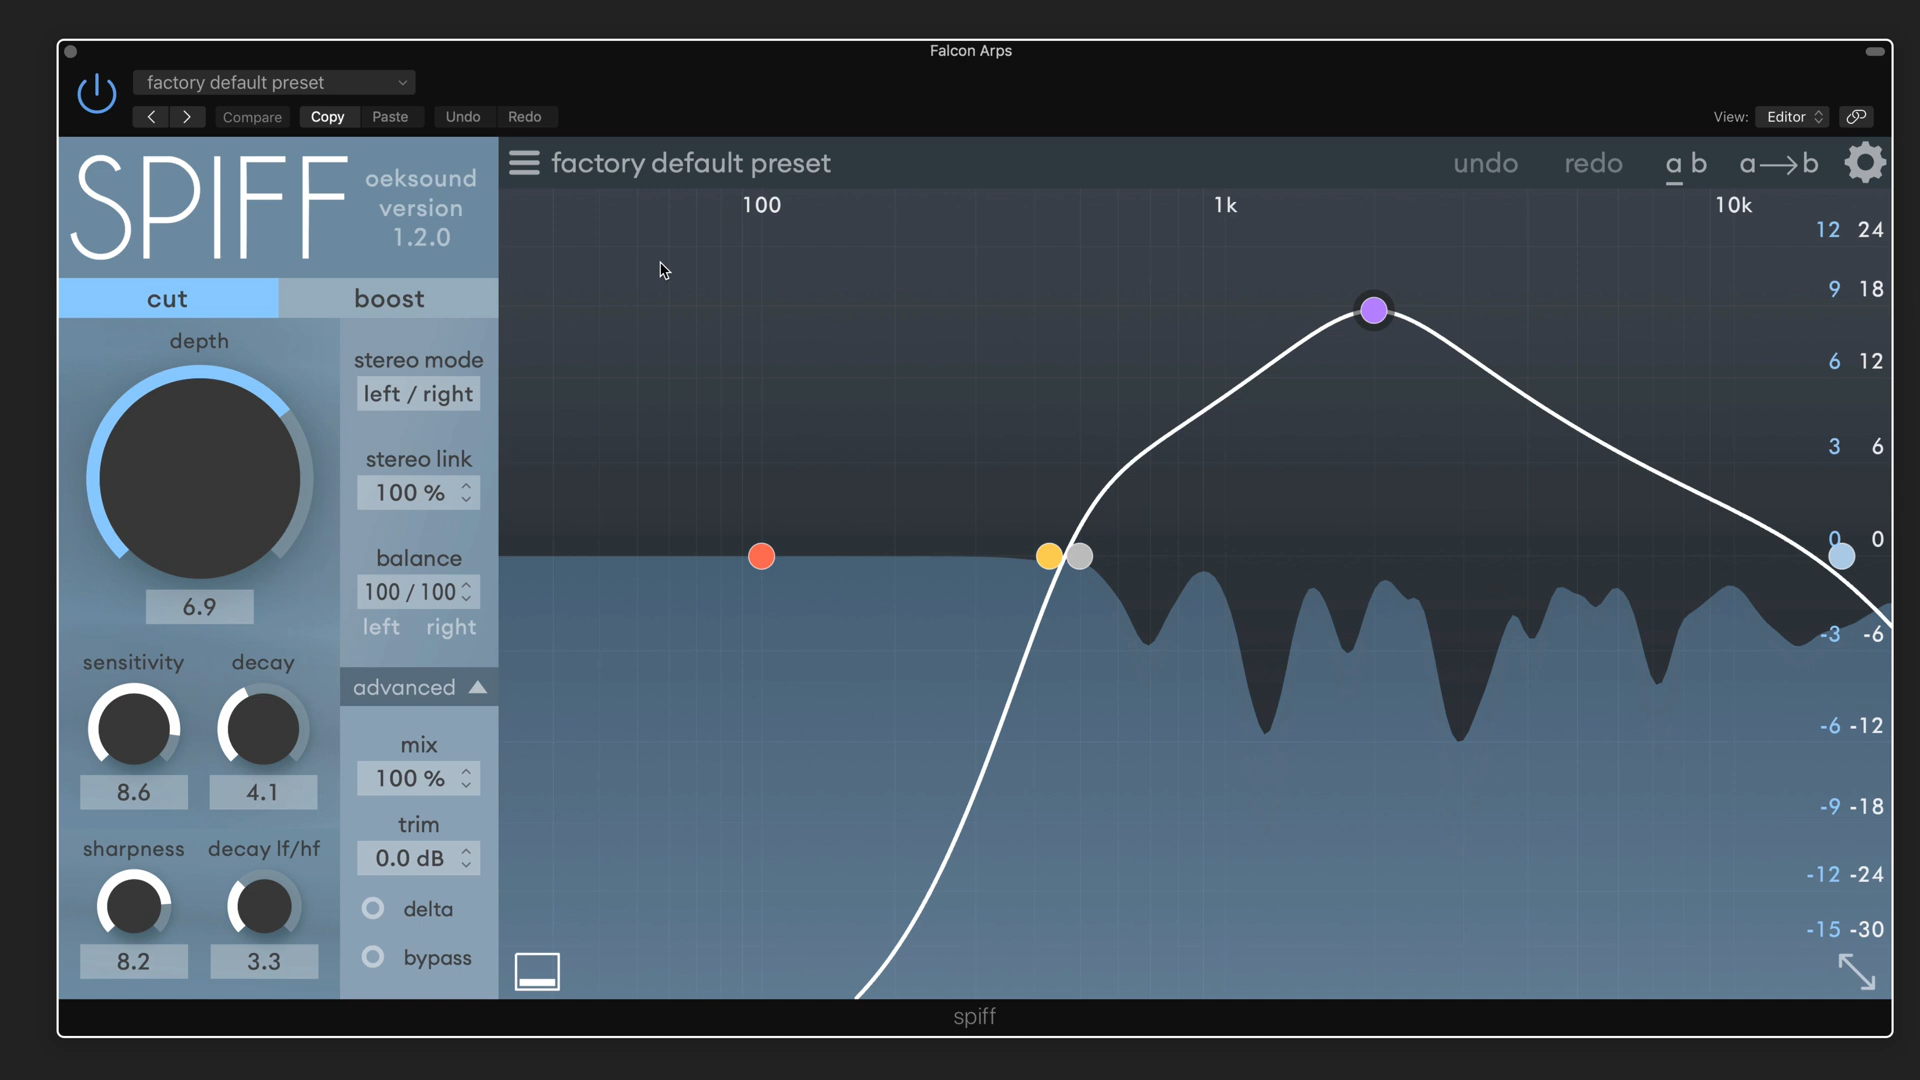 Falcon Arps
factory default preset
Compare Copy Paste Undo Redo
View: Editor
SPIFF
oeksound
version
1.2.0
cut boost
depth
6.9
sensitivity decay
8.6 4.1
sharpness decay lf/hf
8.2 3.3
stereo mode
left / right
stereo link
100 %
balance
100 / 100
left right
advanced
mix
100 %
trim
0.0 dB
delta
bypass
factory default preset
undo redo a b a b
100 1k 10k
12 24
9 18
6 12
3 6
0 0
-3 -6
-6 -12
-9 -18
-12 -24
-15 -30
spiff